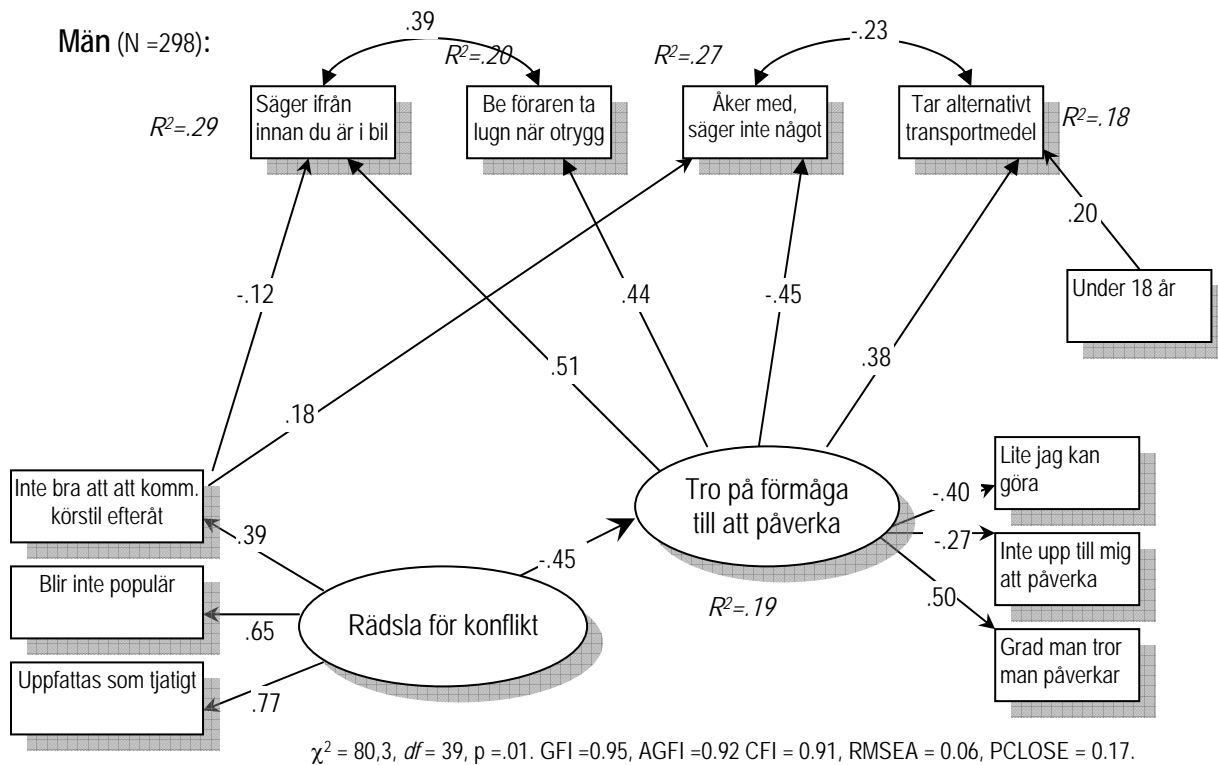 Män (N =298):
.39
-.23
R²=.20
R²=.27
Säger ifrån
innan du är i bil
Be föraren ta
lugn när otrygg
Åker med,
säger inte något
Tar alternativt
transportmedel
R²=.29
R²=.18
.20
Under 18 år
-.12
.44
-.45
.51
.38
.18
Inte bra att att komm.
körstil efteråt
Tro på förmåga
till att påverka
Lite jag kan
göra
-.40
.39
-.45
-.27
Inte upp till mig
att påverka
Blir inte populär
.65
Rädsla för konflikt
R²=.19
.50
Grad man tror
man påverkar
Uppfattas som tjatigt
.77
χ² = 80,3, df = 39, p =.01. GFI =0.95, AGFI =0.92 CFI = 0.91, RMSEA = 0.06, PCLOSE = 0.17.